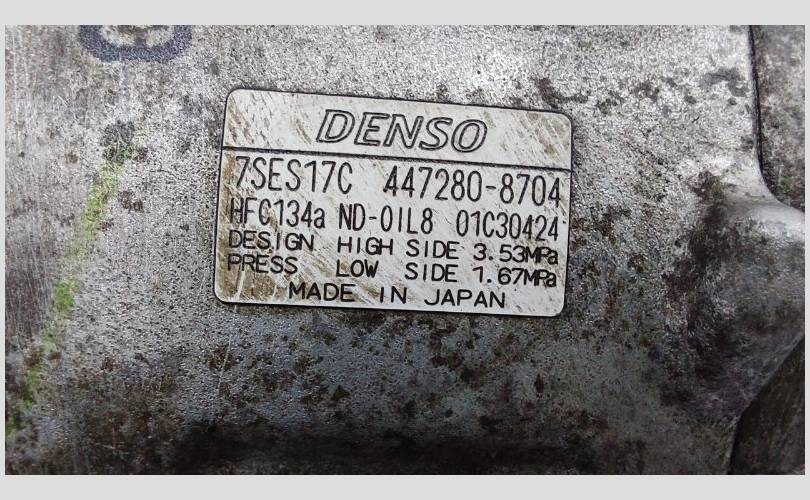 DENSO
7SES17C 447280-8704
HFC134a ND-OIL8 01C30424
DESIGN HIGH SIDE 3.53MPa
PRESS LOW SIDE 1.67MPa
MADE IN JAPAN